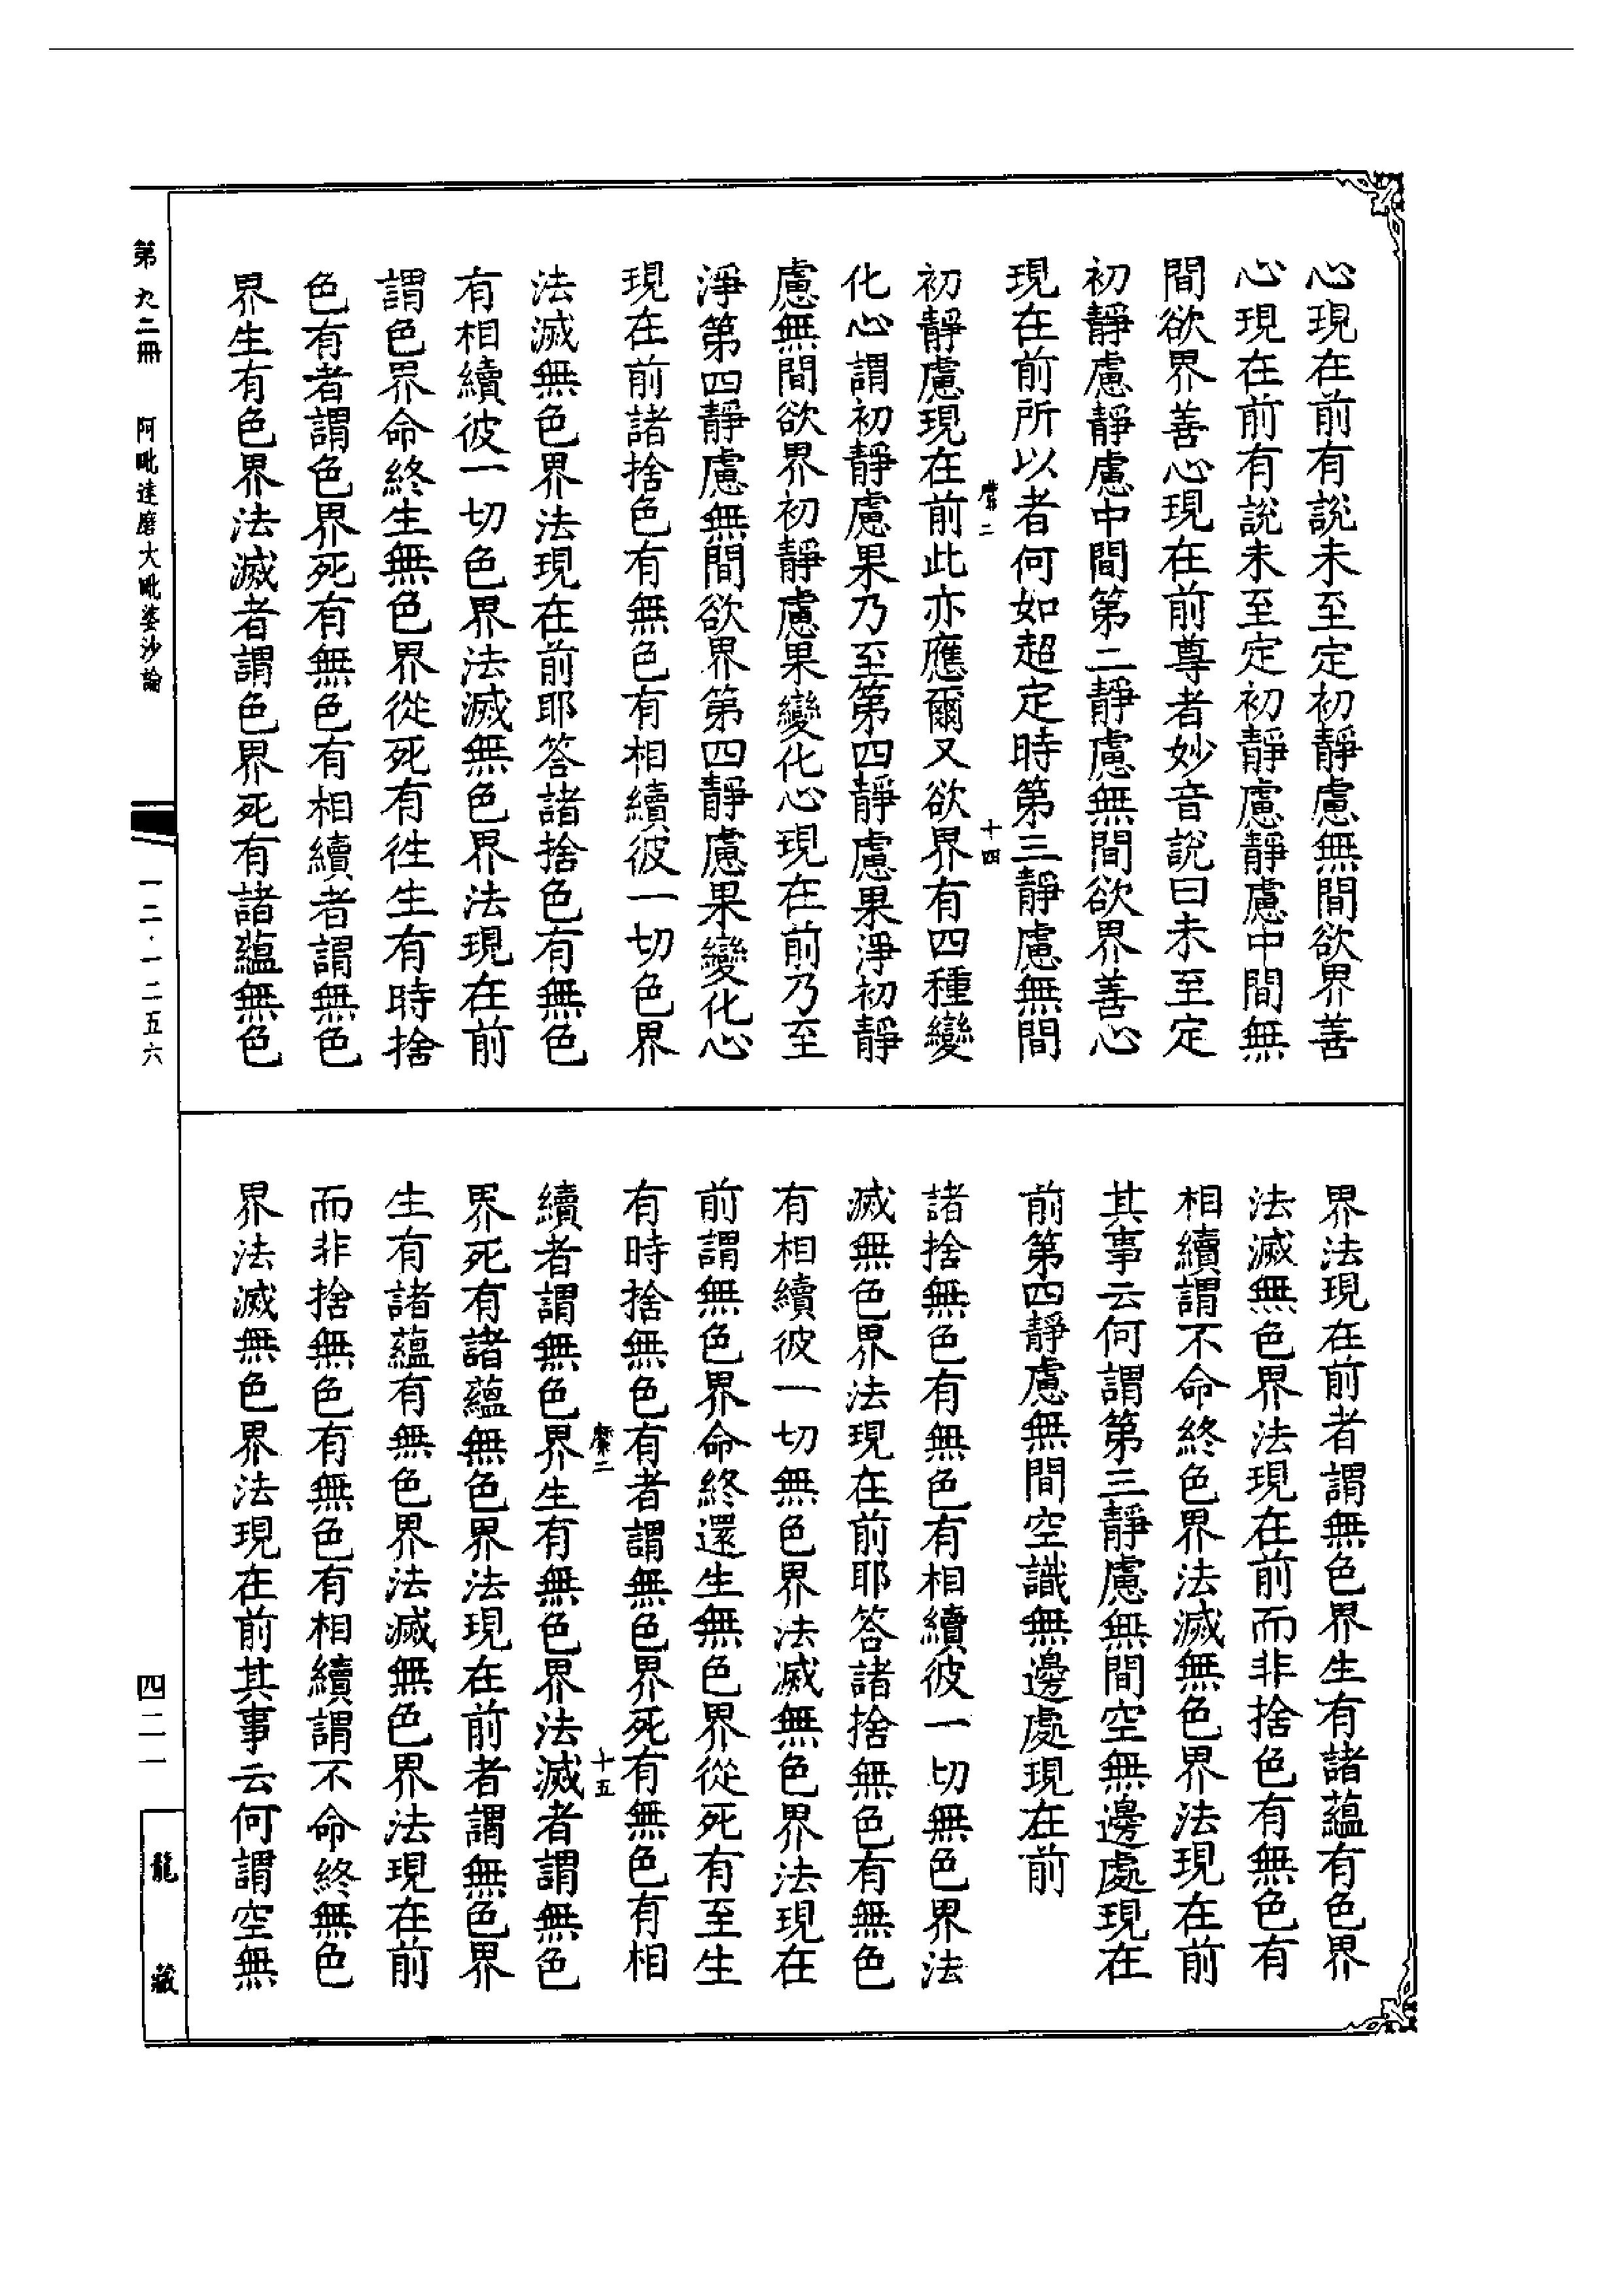 心現在前有說未至定初靜慮無間欲界善
心現在前有說未至定初靜慮靜慮中間無
間欲界善心現在前尊者妙音說曰未至定
初靜慮靜慮中間第二靜慮無間欲界善心
現在前所以者何如超定時第三靜慮無間
十四
初靜慮現在前此亦應爾又欲界有四種變
化心謂初靜慮果乃至第四靜慮果淨初靜
慮無間欲界初靜慮果變化心現在前乃至
淨第四靜慮無間欲界第四靜慮果變化心
現在前諸捨色有無色有相續彼一切色界
法滅無色界法現在前耶答諸捨色有無色
有相續彼一切色界法滅無色界法現在前
謂色界命終生無色界從死有往生有時捨
色有者謂色界死有無色有相續者謂無色
界生有色界法滅者謂色界死有諸蘊無色
界法現在前者謂無色界生有諸蘊有色界
法滅無色界法現在前而非捨色有無色有
相續謂不命終色界法滅無色界法現在前
其事云何謂第三靜慮無間空無邊處現在
前第四靜慮無間空識無邊處現在前
諸捨無色有無色有相續彼一切無色界法
滅無色界法現在前耶答諸捨無色有無色
有相續彼一切無色界法滅無色界法現在
前謂無色界命終還生無色界從死有至生
有時捨無色有者謂無色界死有無色有相
十五
續者謂無色界生有無色界法滅者謂無色
界死有諸蘊無色界法現在前者謂無色界
生有諸蘊有無色界法滅無色界法現在前
而非捨無色有無色有相續謂不命終無色
界法滅無色界法現在前其事云何謂空無
第九二冊 阿毗達磨大毗婆沙論
一二·一二五六
四二一
龍藏